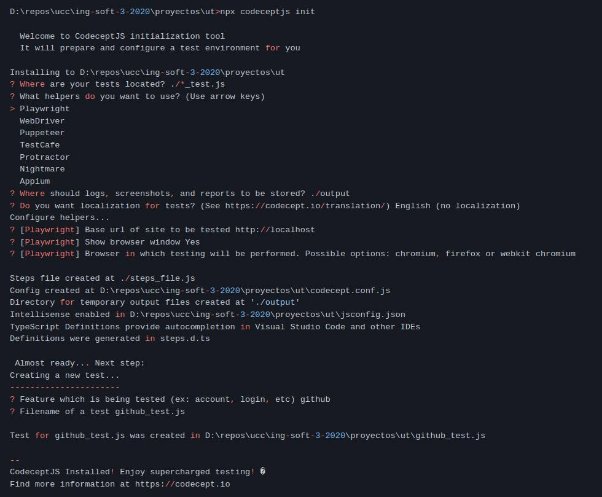 D:\repos\ucc\ing-soft-3-2020\proyectos\ut>npx codeceptjs init
Welcome to CodeceptJS initialization tool
It will prepare and configure a test environment for you
Installing to D:\repos\ucc\ing-soft-3-2020\proyectos\ut
? Where are your tests located? ./*_test.js
? What helpers do you want to use? (Use arrow keys)
> Playwright
WebDriver
Puppeteer
TestCafe
Protractor
Nightmare
Appium
? Where should logs, screenshots, and reports to be stored? ./output
? Do you want localization for tests? (See https://codecept.io/translation/) English (no localization)
Configure helpers...
? [Playwright] Base url of site to be tested http://localhost
? [Playwright] Show browser window Yes
? [Playwright] Browser in which testing will be performed. Possible options: chromium, firefox or webkit chromium
Steps file created at ./steps_file.js
Config created at D:\repos\ucc\ing-soft-3-2020\proyectos\ut\codecept.conf.js
Directory for temporary output files created at './output'
Intellisense enabled in D:\repos\ucc\ing-soft-3-2020\proyectos\ut\jsconfig.json
TypeScript Definitions provide autocompletion in Visual Studio Code and other IDEs
Definitions were generated in steps.d.ts
Almost ready... Next step:
Creating a new test...
----------------------
? Feature which is being tested (ex: account, login, etc) github
? Filename of a test github_test.js
Test for github_test.js was created in D:\repos\ucc\ing-soft-3-2020\proyectos\ut\github_test.js
--
CodeceptJS Installed! Enjoy supercharged testing! �
Find more information at https://codecept.io